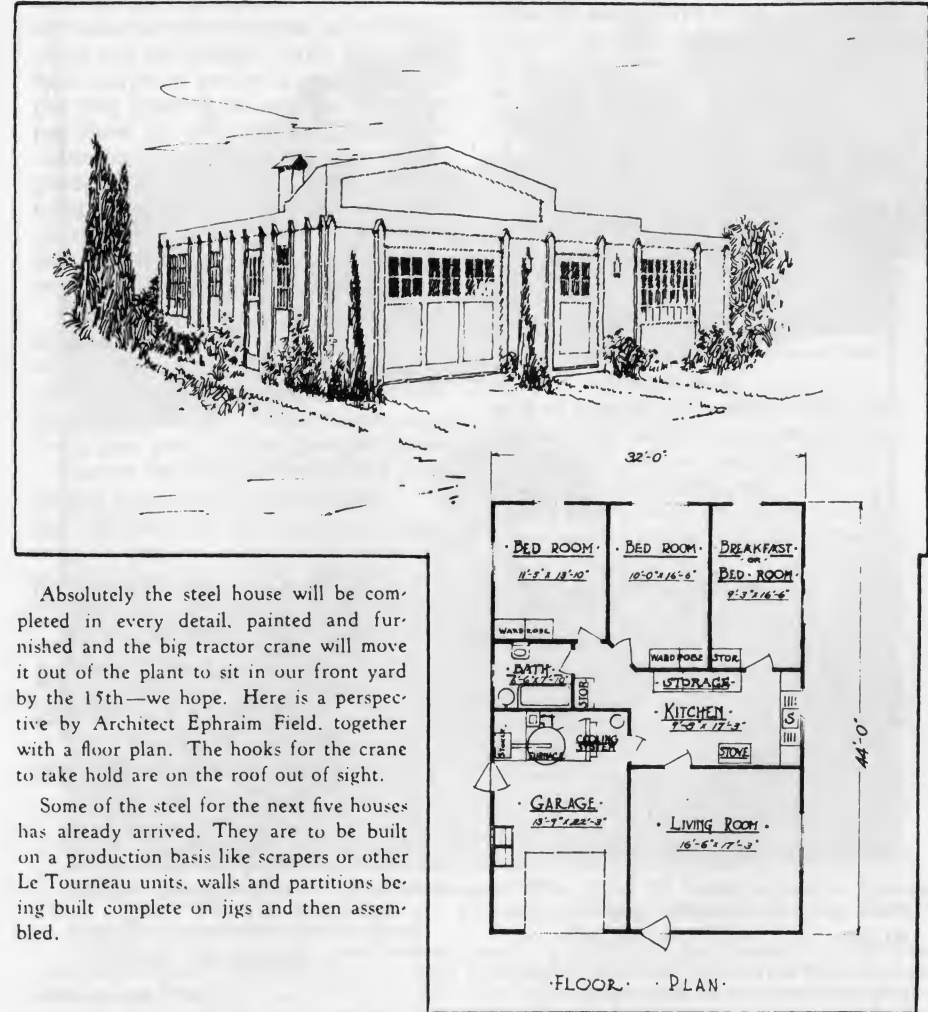 32'-0"
· BED ROOM ·
11'-5" x 13'-10"
· BED ROOM ·
10'-0" x 16'-6"
BREAKFAST ·
OR
BED · ROOM ·
9'-3" x 16'-6"
WARDROBE
WARDROBE
STOR
· BATH ·
STOR
· STORAGE ·
· KITCHEN ·
S
STOVE
COOLING
SYSTEM
FURNACE
44'-0"
· GARAGE ·
13'-9" x 22'-3"
· LIVING ROOM ·
16'-6" x 17'-3"
· FLOOR · · PLAN ·
Absolutely the steel house will be com-
pleted in every detail, painted and fur-
nished and the big tractor crane will move
it out of the plant to sit in our front yard
by the 15th—we hope. Here is a perspec-
tive by Architect Ephraim Field, together
with a floor plan. The hooks for the crane
to take hold are on the roof out of sight.
Some of the steel for the next five houses
has already arrived. They are to be built
on a production basis like scrapers or other
Le Tourneau units, walls and partitions be-
ing built complete on jigs and then assem-
bled.